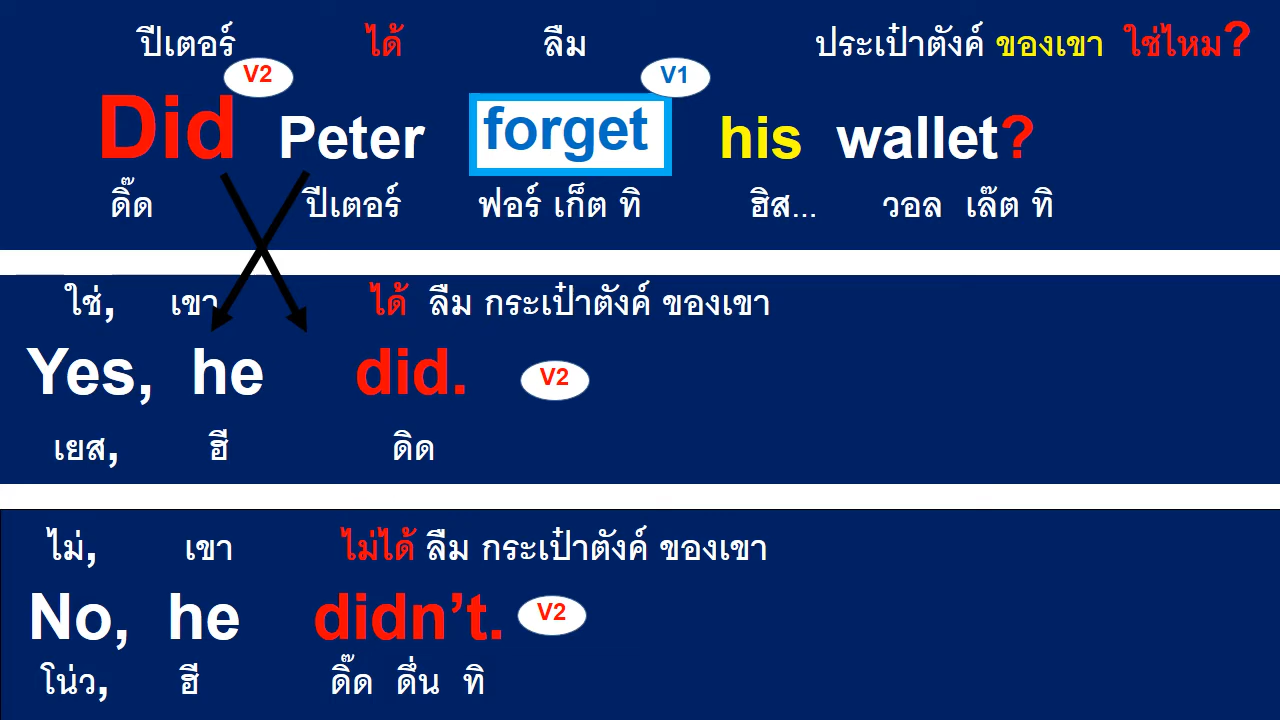 ปีเตอร์ ได้ ลืม ประเป๋าตังค์ ของเขา ใช่ไหม?
V2 V1
Did Peter forget his wallet?
ดิ๊ด ปีเตอร์ ฟอร์ เก็ต ทิ ฮิส... วอล เล๊ต ทิ
ใช่, เขา ได้ ลืม กระเป๋าตังค์ ของเขา
Yes, he did. V2
เยส, ฮี ดิด
ไม่, เขา ไม่ได้ ลืม กระเป๋าตังค์ ของเขา
No, he didn’t. V2
โน่ว, ฮี ดิ๊ด ดึ่น ทิ